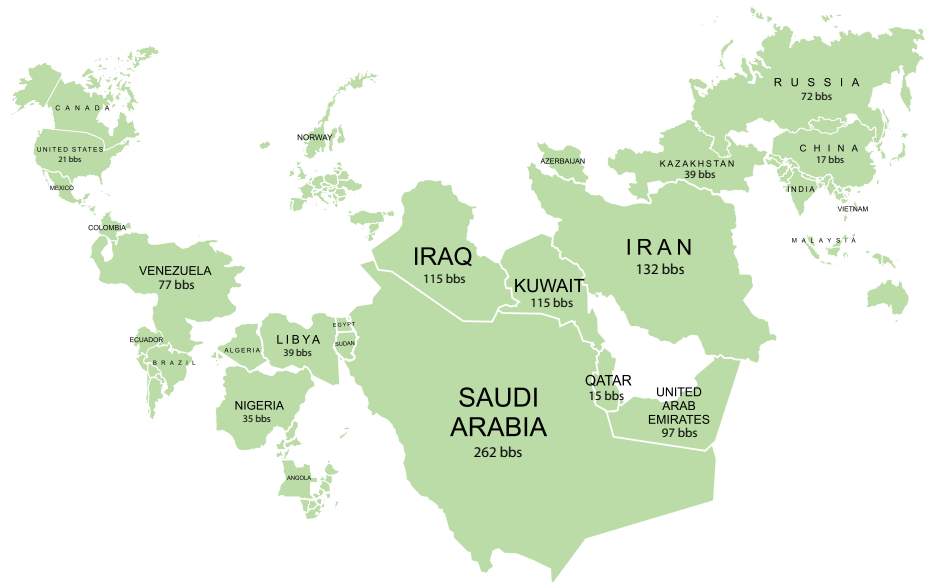 CANADA
UNITED STATES
21 bbs
MEXICO
COLOMBIA
VENEZUELA
77 bbs
ECUADOR
BRAZIL
NORWAY
ALGERIA
LIBYA
39 bbs
EGYPT
SUDAN
NIGERIA
35 bbs
ANGOLA
IRAQ
115 bbs
KUWAIT
115 bbs
SAUDI
ARABIA
262 bbs
QATAR
15 bbs
UNITED
ARAB
EMIRATES
97 bbs
IRAN
132 bbs
AZERBAIJAN
KAZAKHSTAN
39 bbs
RUSSIA
72 bbs
CHINA
17 bbs
INDIA
VIETNAM
MALAYSTA